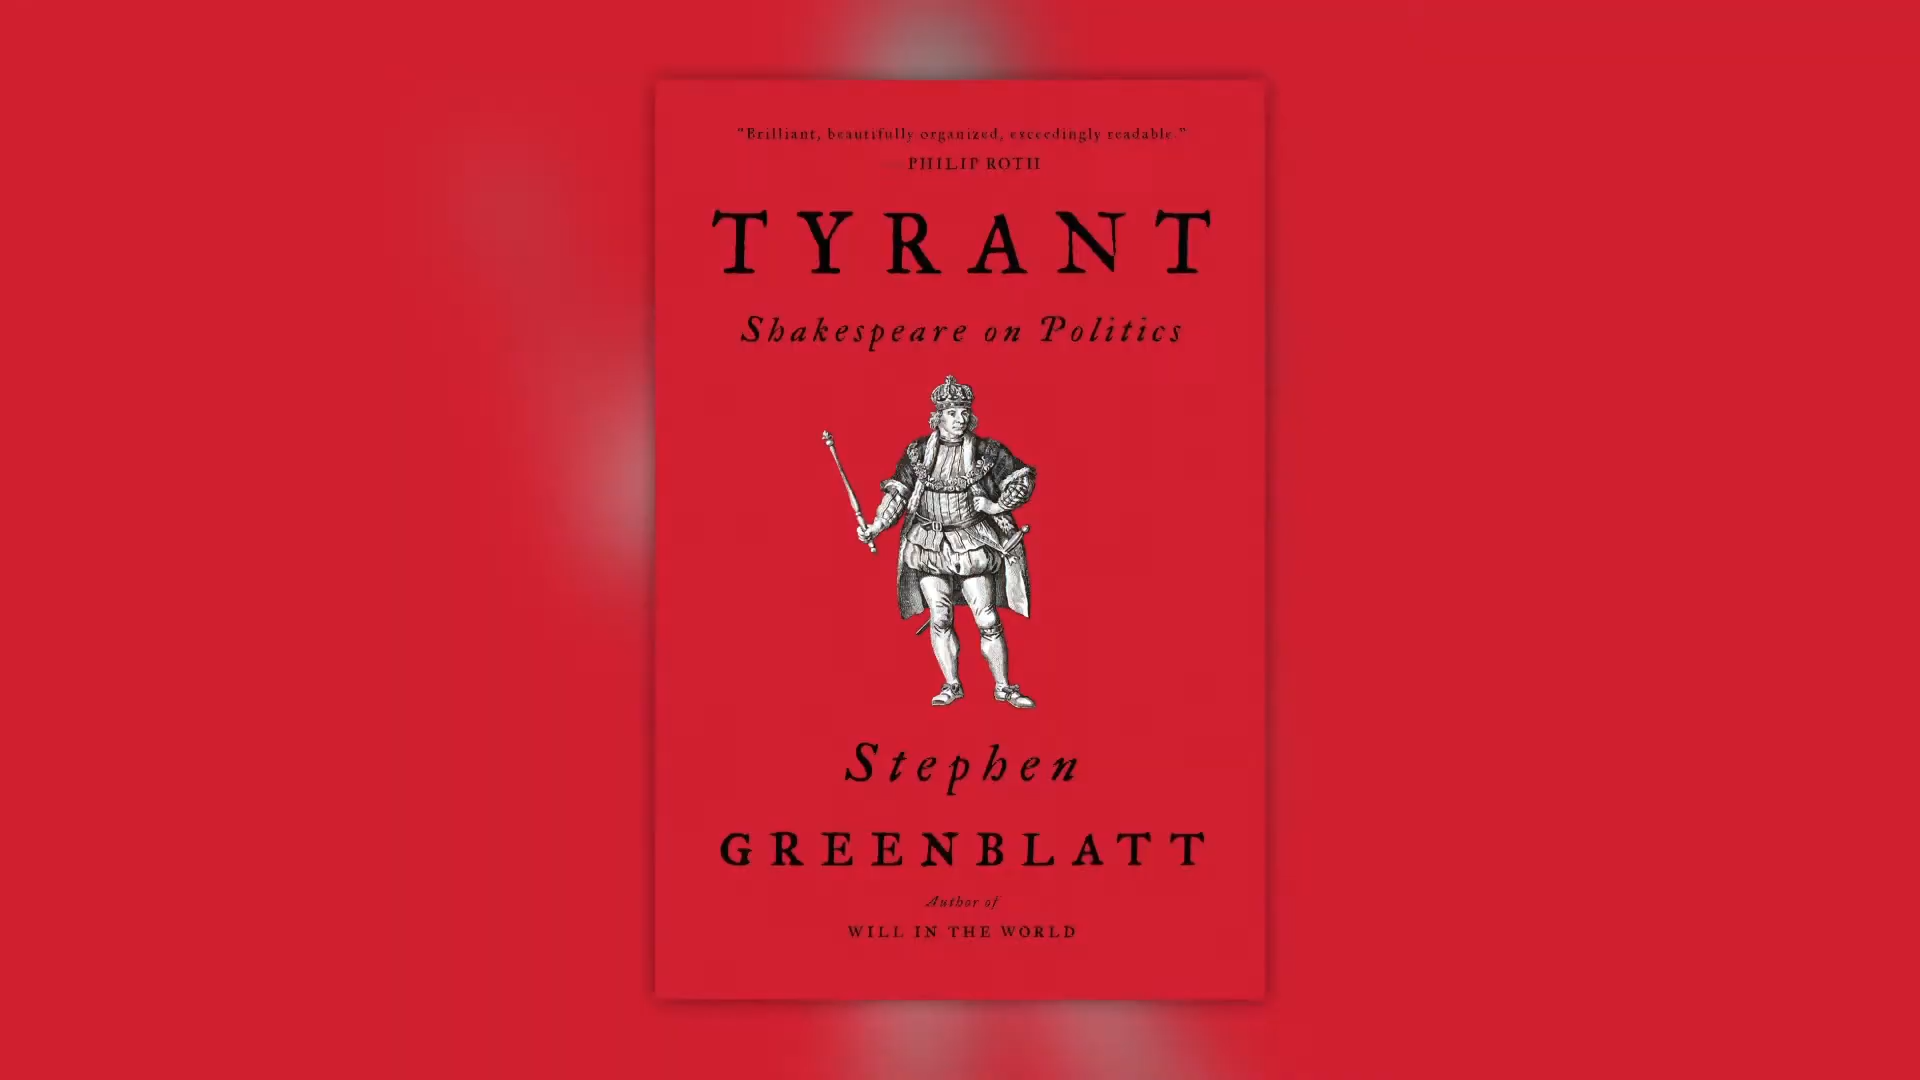 "Brilliant, beautifully organized, exceedingly readable."
—PHILIP ROTH
TYRANT
Shakespeare on Politics
Stephen
GREENBLATT
Author of
WILL IN THE WORLD